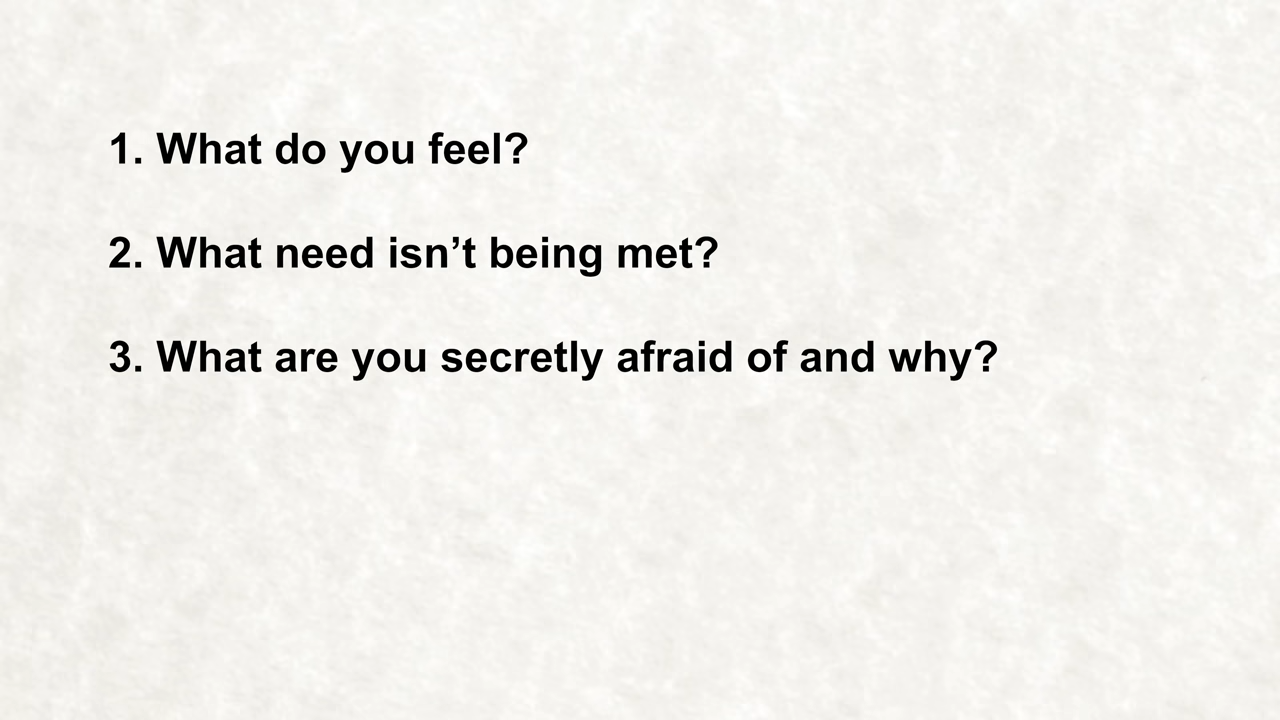 1. What do you feel?
2. What need isn’t being met?
3. What are you secretly afraid of and why?